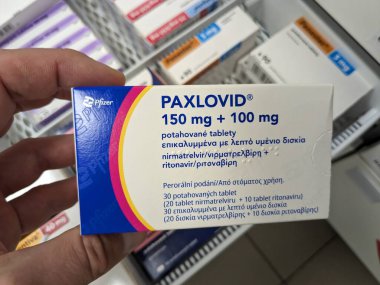 Pfizer
PAXLOVID®
150 mg + 100 mg
potahované tablety
επικαλυμμένα με λεπτό υμένιο δισκία
nirmatrelvir/νιρματρελβίρη +
ritonavir/ριτοναβίρη
Perorální podání/Από στόματος χρήση.
30 potahovaných tablet
(20 tablet nirmatrelviru + 10 tablet ritonaviru)
30 επικαλυμμένα με λεπτό υμένιο δισκία
(20 δισκία νιρματρελβίρης + 10 δισκία ριτοναβίρης)